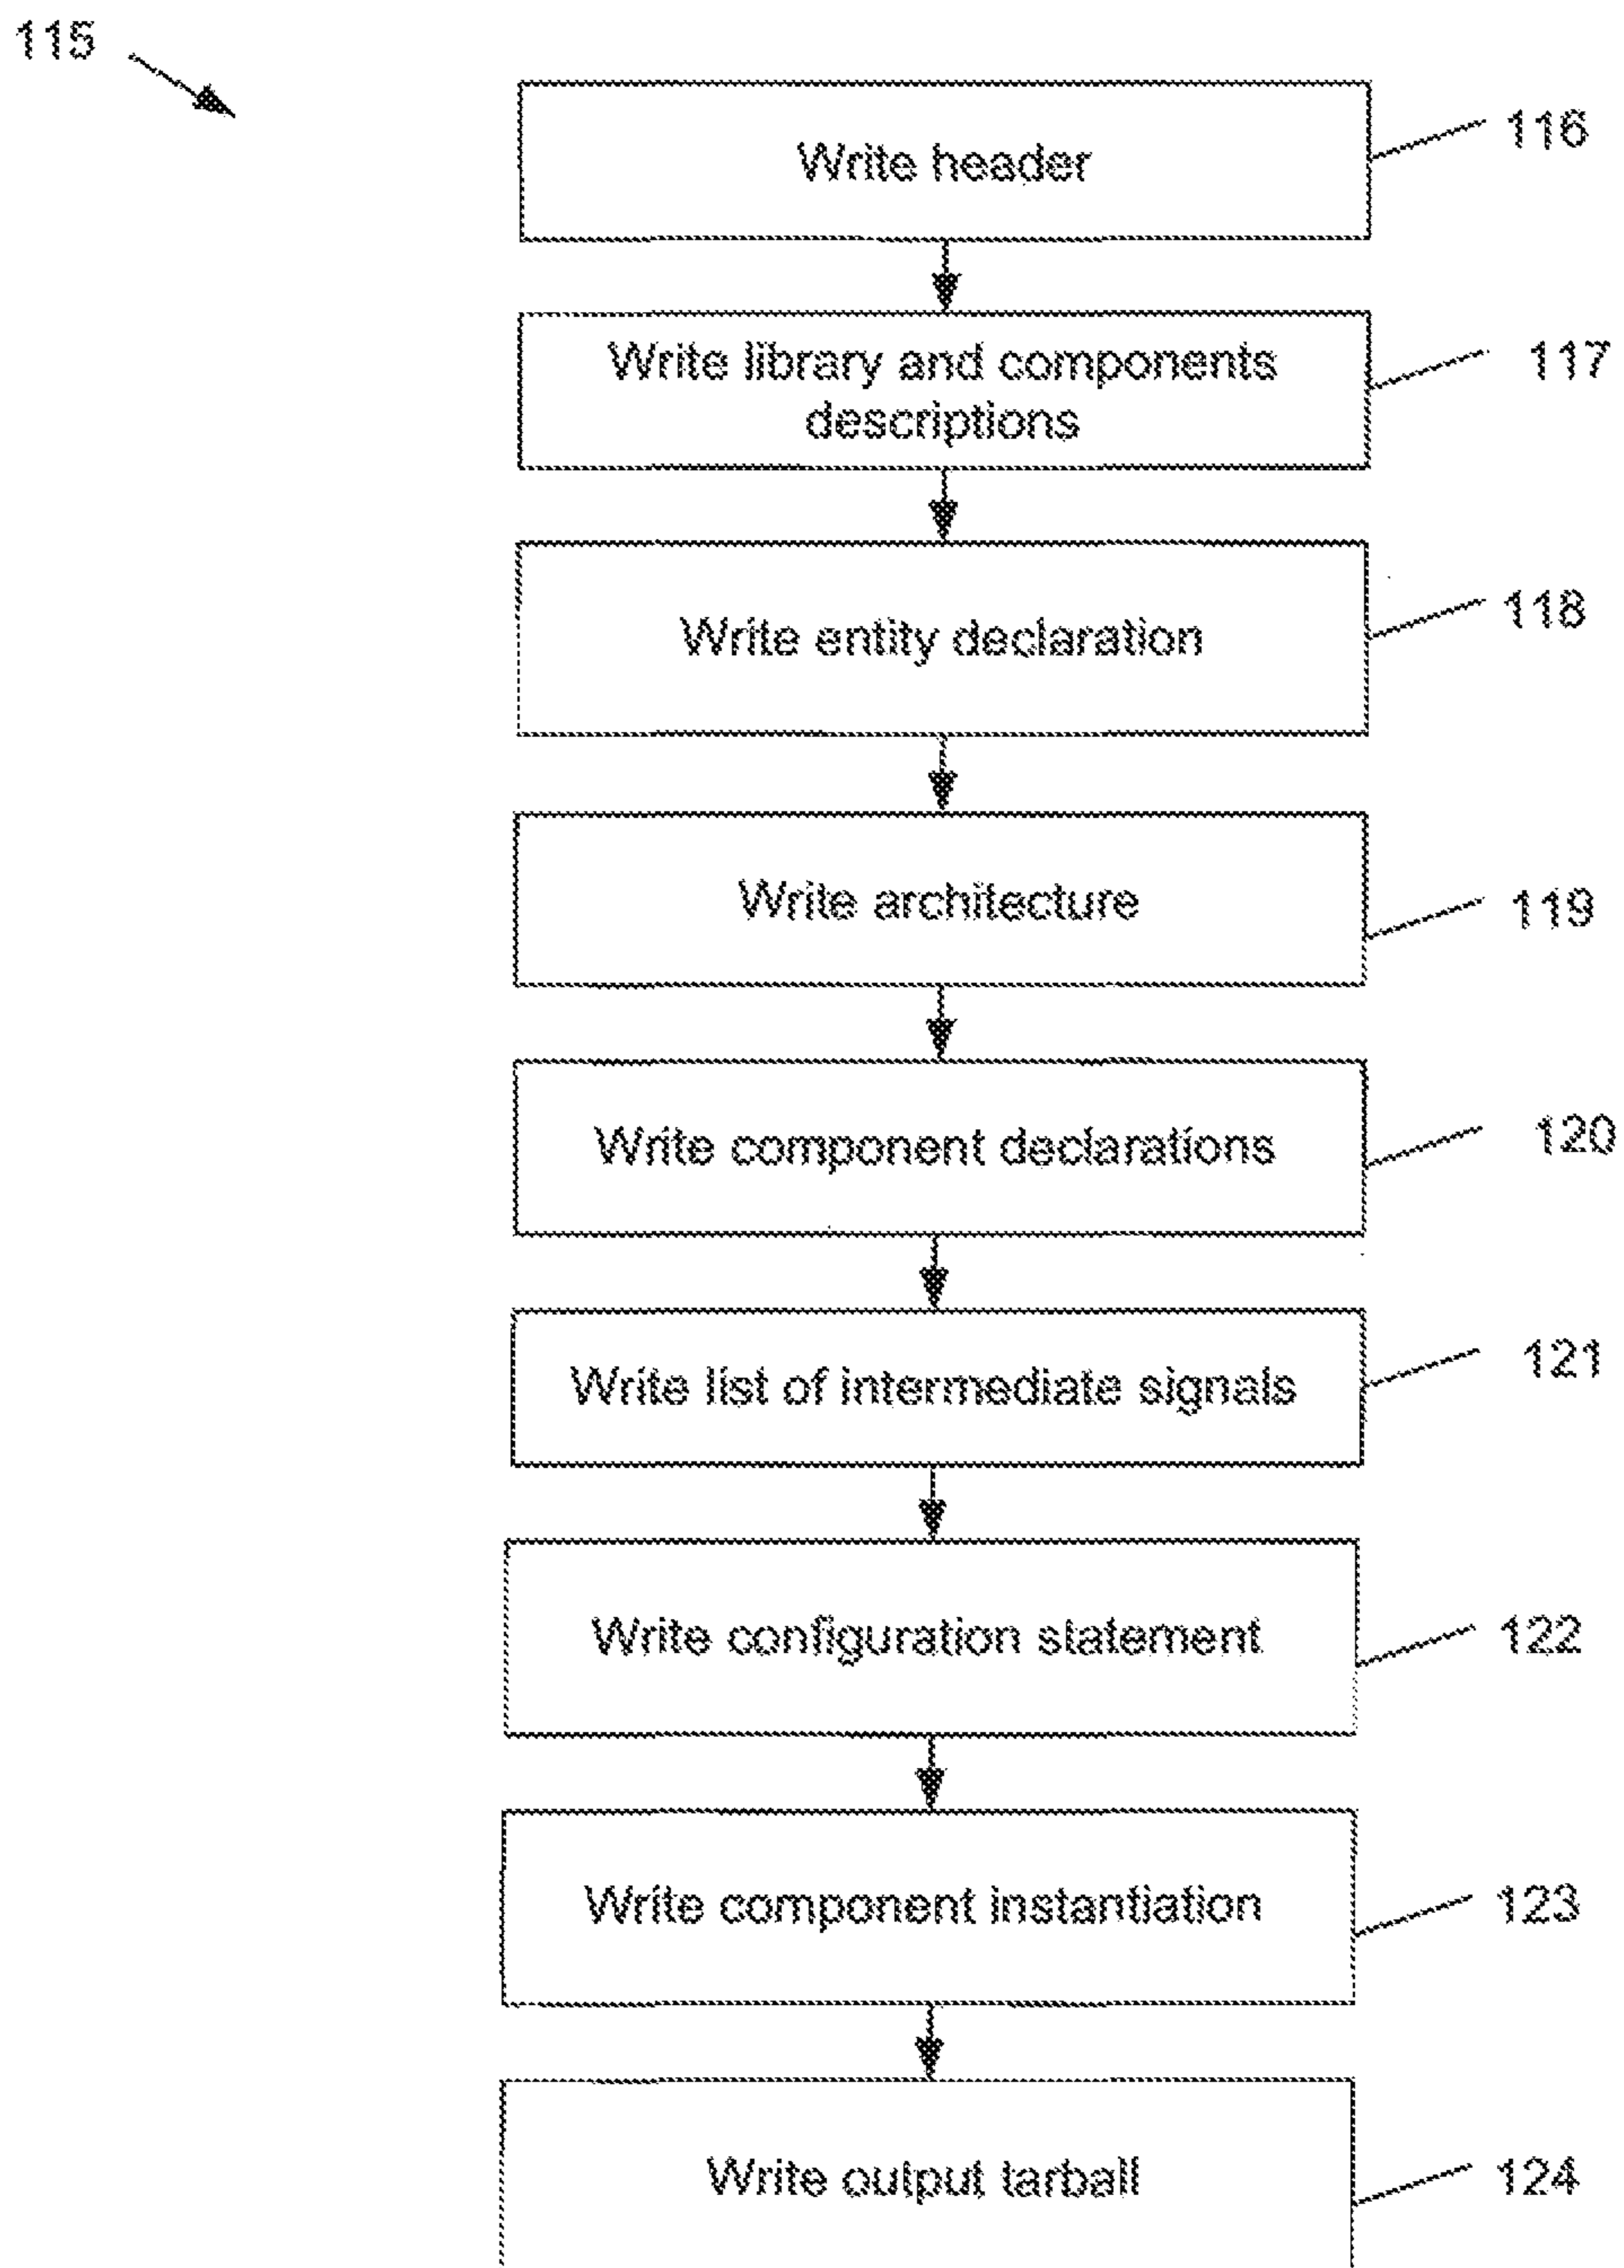 115
Write header
116
Write library and components
descriptions
117
Write entity declaration
118
Write architecture
119
Write component declarations
120
Write list of intermediate signals
121
Write configuration statement
122
Write component instantiation
123
Write output tarball
124